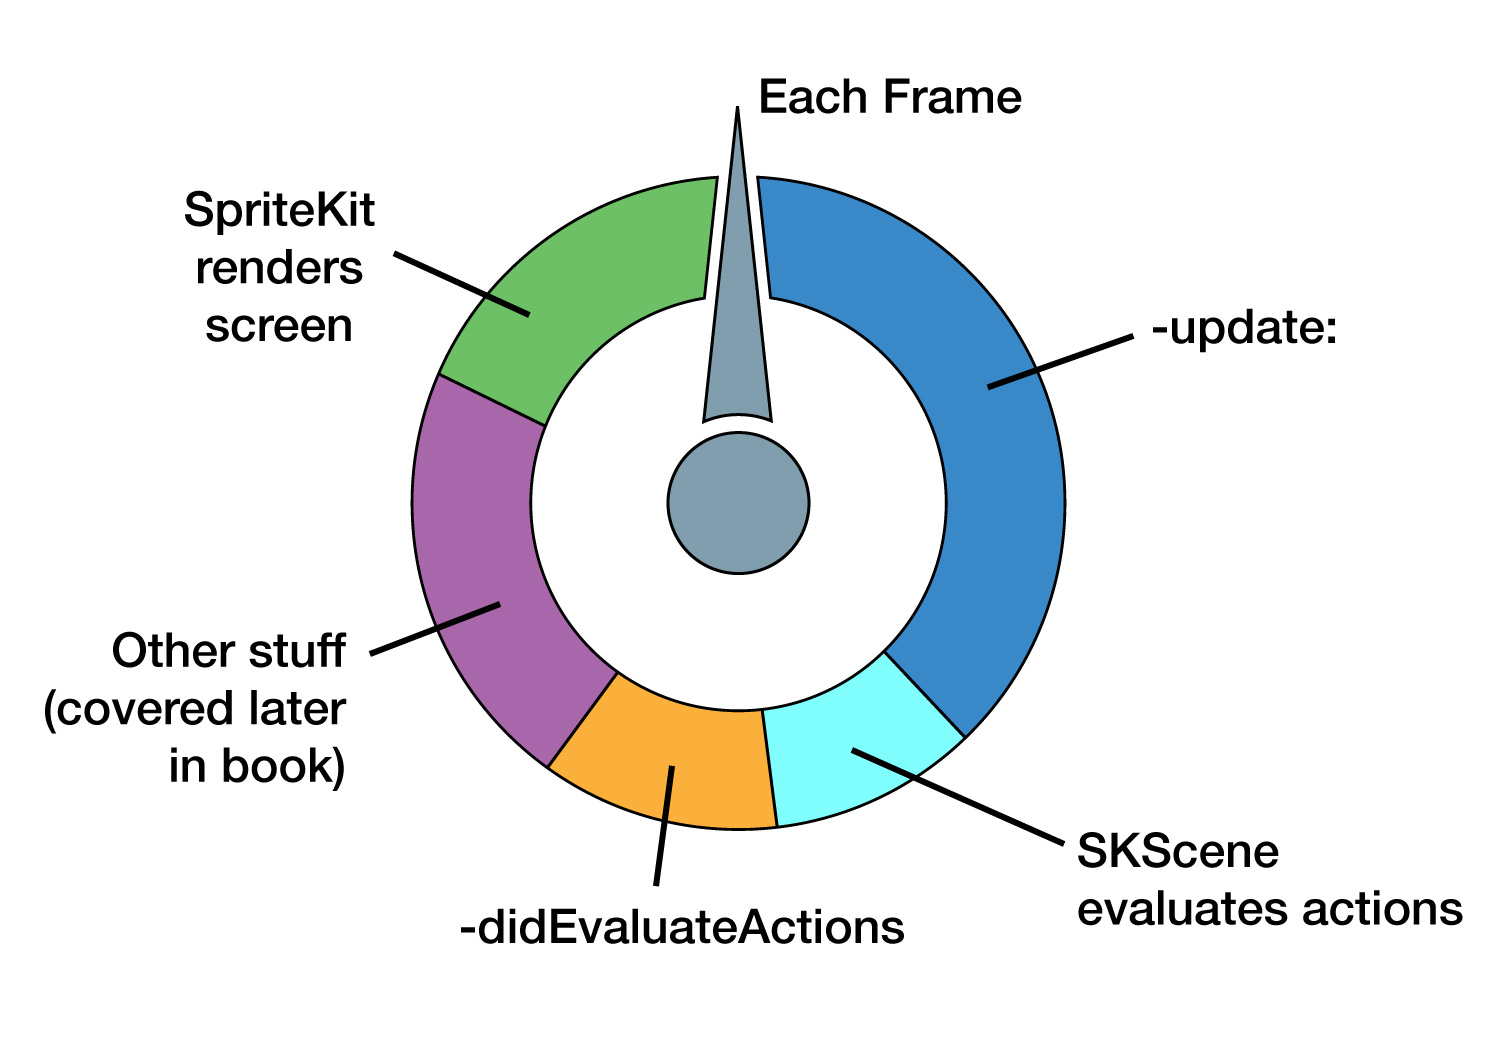 Each Frame
SpriteKit
renders
screen
-update:
Other stuff
(covered later
in book)
SKScene
evaluates actions
-didEvaluateActions